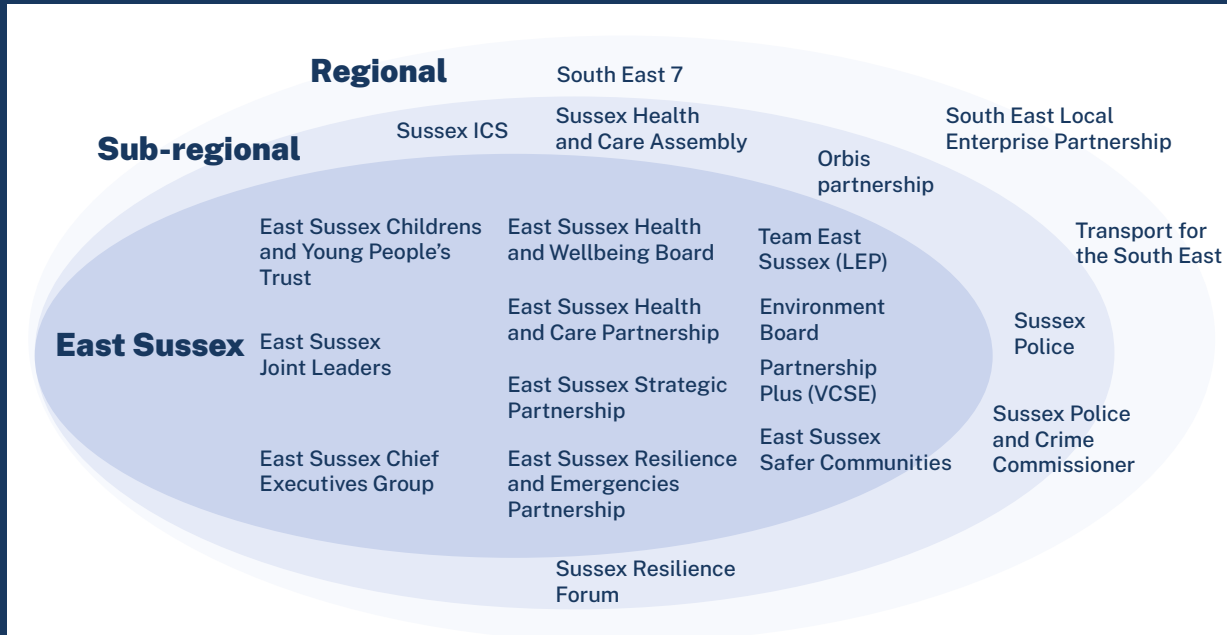 Regional
South East 7
Sub-regional
Sussex ICS
Sussex Health
and Care Assembly
South East Local
Enterprise Partnership
Orbis
partnership
Transport for
the South East
Sussex
Police
Sussex Police
and Crime
Commissioner
Sussex Resilience
Forum
East Sussex
East Sussex Childrens
and Young People’s
Trust
East Sussex
Joint Leaders
East Sussex Chief
Executives Group
East Sussex Health
and Wellbeing Board
East Sussex Health
and Care Partnership
East Sussex Strategic
Partnership
East Sussex Resilience
and Emergencies
Partnership
Team East
Sussex (LEP)
Environment
Board
Partnership
Plus (VCSE)
East Sussex
Safer Communities